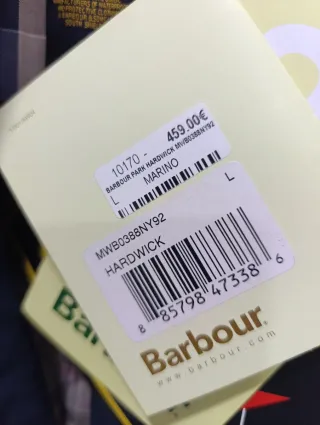 SOUTH
459.00€
10170 -
BARBOUR PARK HARDWICK MWB0388NY92
L MARINO
MWB0388NY92 L
HARDWICK
8 85798 47338 6
Barbour.
www.barbour.com
Bar